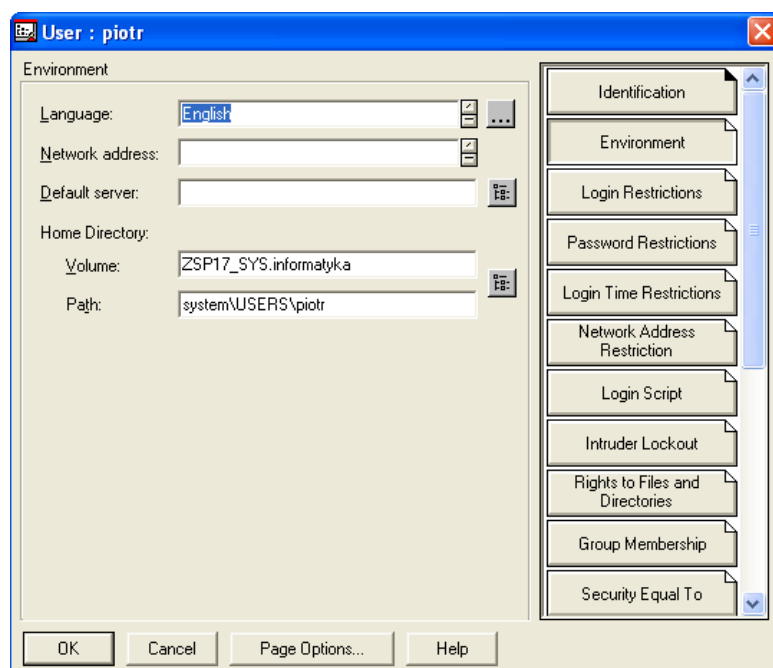 User : piotr
Environment
Language:
English
...
Network address:
Default server:
Home Directory:
Volume:
ZSP17_SYS.informatyka
Path:
system\USERS\piotr
Identification
Environment
Login Restrictions
Password Restrictions
Login Time Restrictions
Network Address
Restriction
Login Script
Intruder Lockout
Rights to Files and
Directories
Group Membership
Security Equal To
OK
Cancel
Page Options...
Help